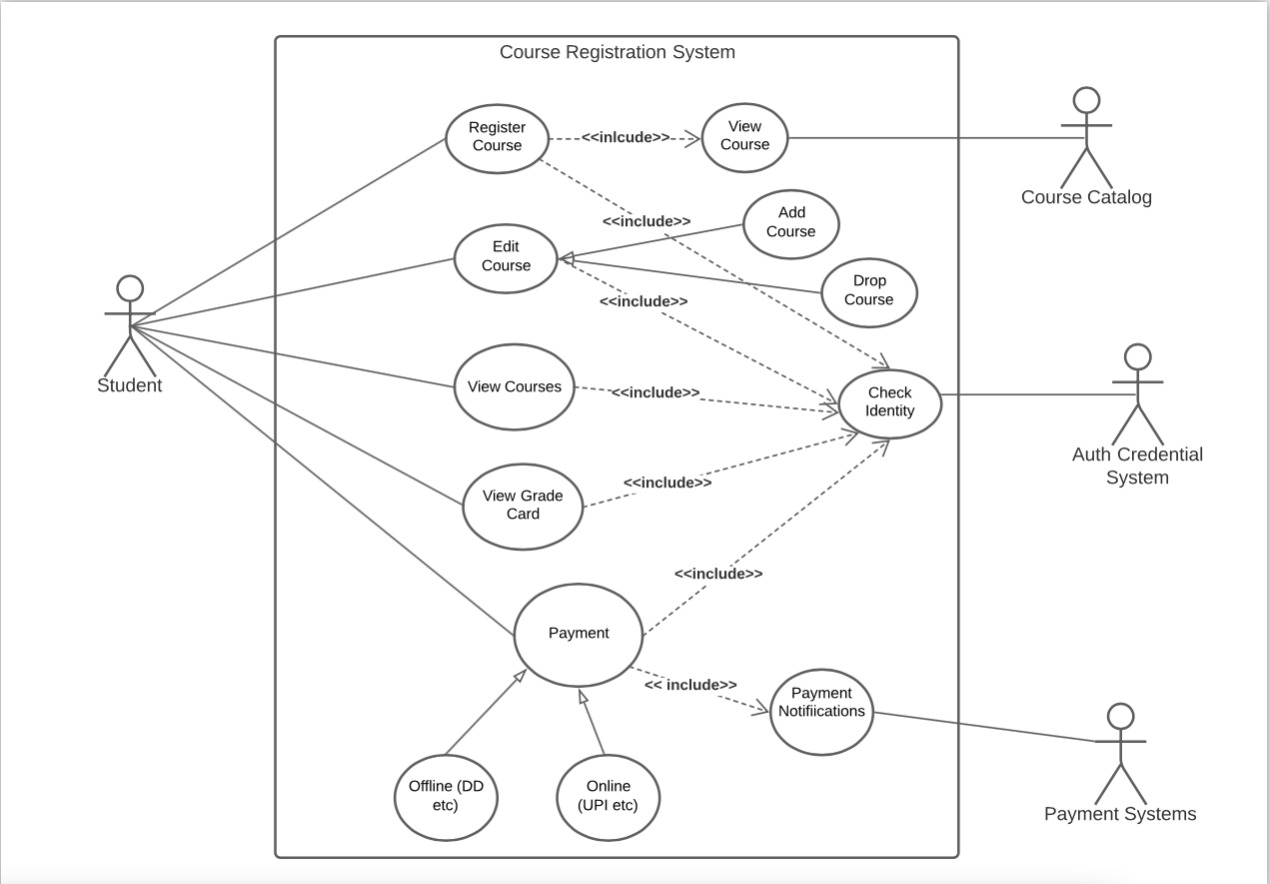 Course Registration System
Register
Course
<<inlcude>>
View
Course
Course Catalog
<<include>>
Add
Course
Edit
Course
Drop
Course
<<include>>
Student
View Courses
<<include>>
Check
Identity
Auth Credential
System
<<include>>
View Grade
Card
<<include>>
Payment
<< include>>
Payment
Notifiications
Offline (DD
etc)
Online
(UPI etc)
Payment Systems